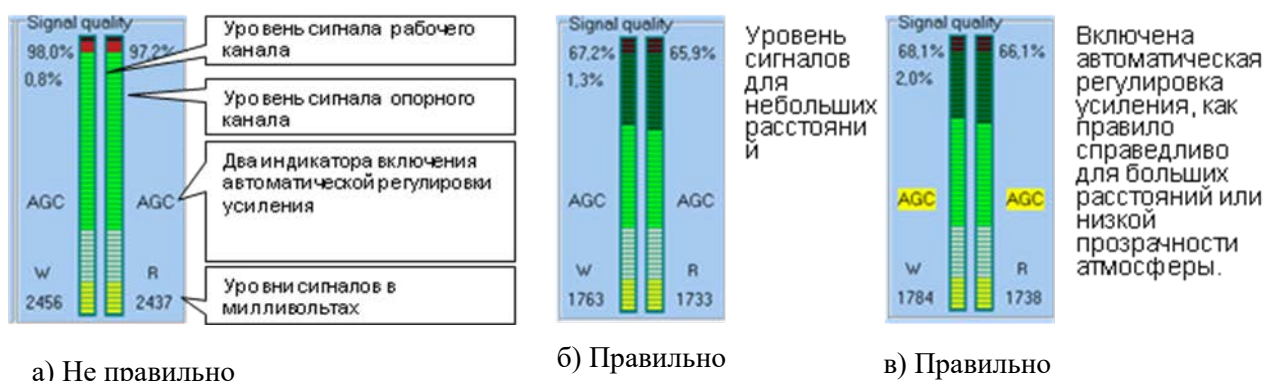 Signal quality
98,0%
97,2%
0,8%
AGC
AGC
W
R
2456
2437
Уровень сигнала рабочего
канала
Уровень сигнала опорного
канала
Два индикатора включения
автоматической регулировки
усиления
Уровни сигналов в
милливольтах
а) Не правильно
Signal quality
67,2%
65,9%
1,3%
AGC
AGC
W
R
1763
1733
Уровень
сигналов
для
небольших
расстояни
й
б) Правильно
Signal quality
68,1%
66,1%
2,0%
AGC
AGC
W
R
1784
1738
Включена
автоматическая
регулировка
усиления, как
правило
справедливо
для больших
расстояний или
низкой
прозрачности
атмосферы.
в) Правильно